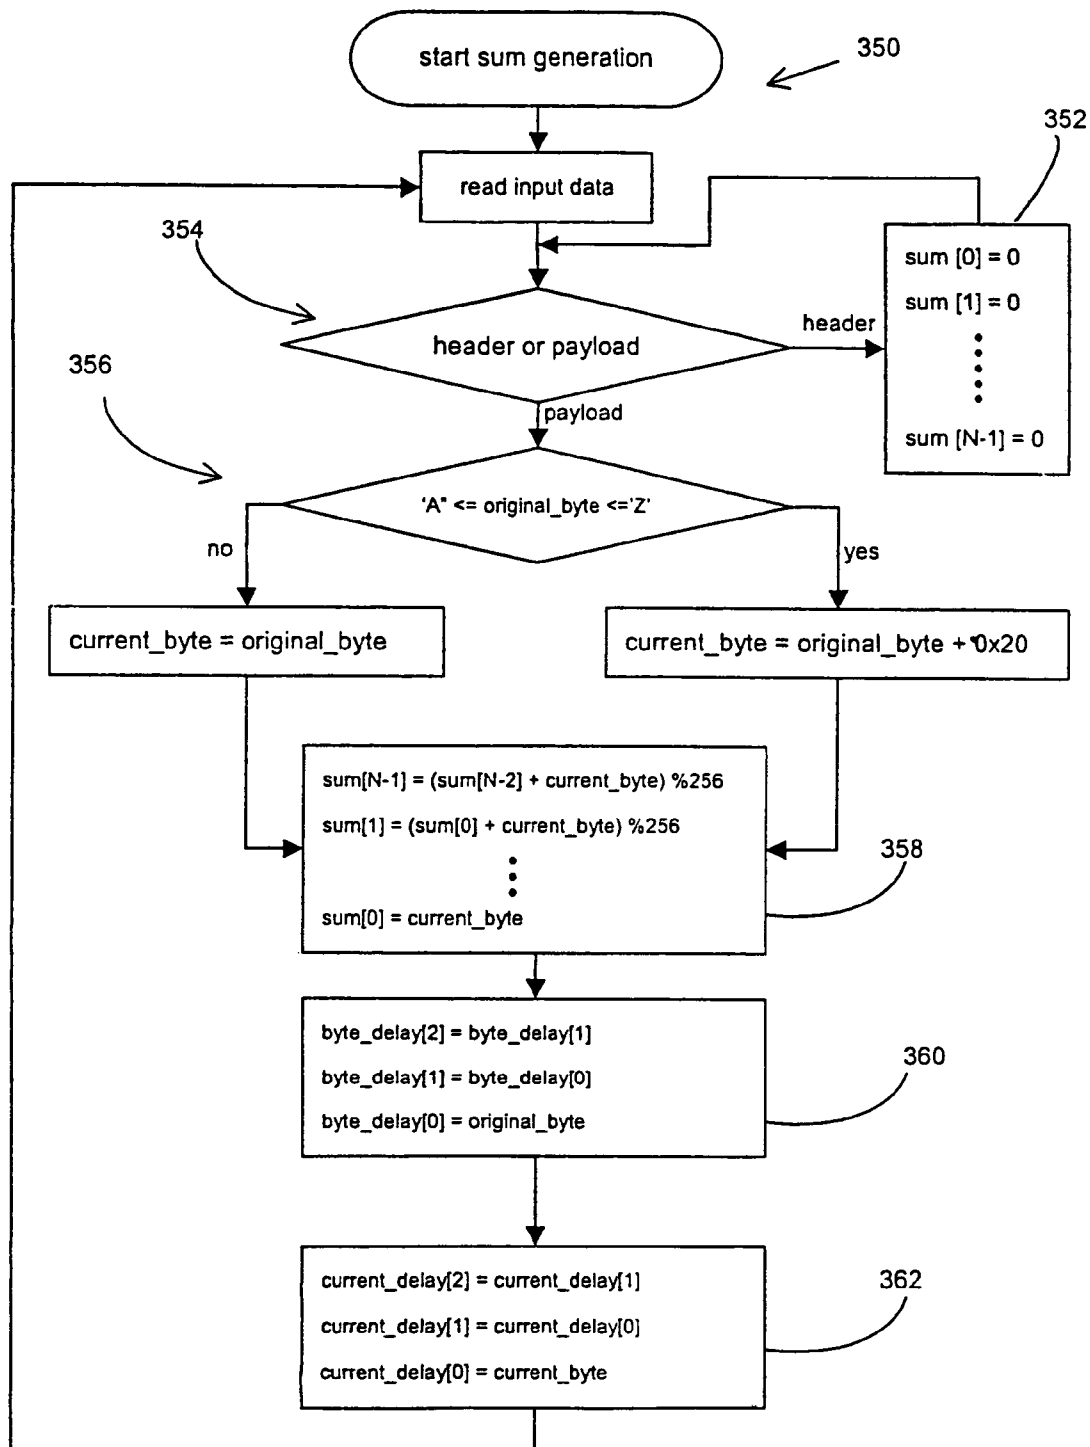 start sum generation
350
352
read input data
354
sum [0] = 0
sum [1] = 0
sum [N-1] = 0
header
header or payload
356
payload
'A" <= original_byte <='Z'
no
yes
current_byte = original_byte
current_byte = original_byte + 0x20
sum[N-1] = (sum[N-2] + current_byte) %256
sum[1] = (sum[0] + current_byte) %256
sum[0] = current_byte
358
byte_delay[2] = byte_delay[1]
byte_delay[1] = byte_delay[0]
byte_delay[0] = original_byte
360
current_delay[2] = current_delay[1]
current_delay[1] = current_delay[0]
current_delay[0] = current_byte
362